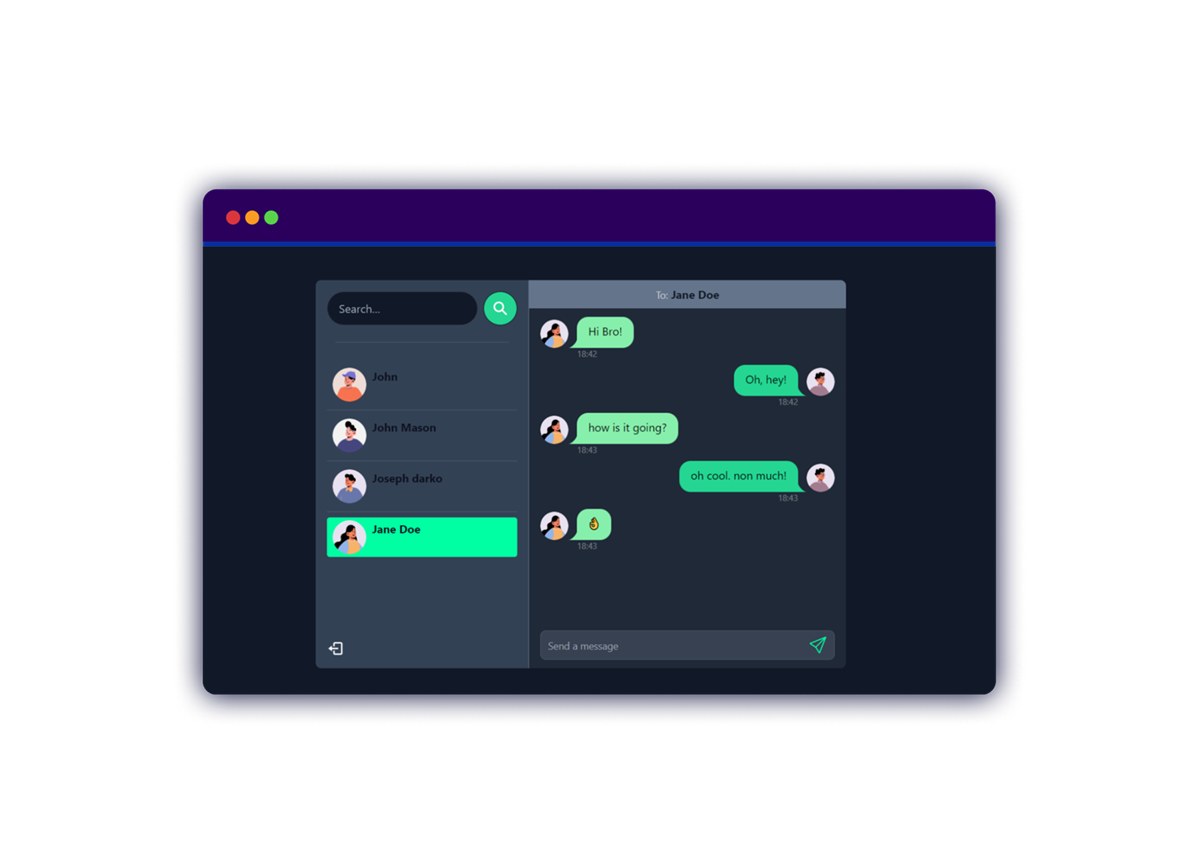 Search...
John
John Mason
Joseph darko
Jane Doe
To: Jane Doe
Hi Bro!
18:42
Oh, hey!
18:42
how is it going?
18:43
oh cool. non much!
18:43
👌
18:43
Send a message